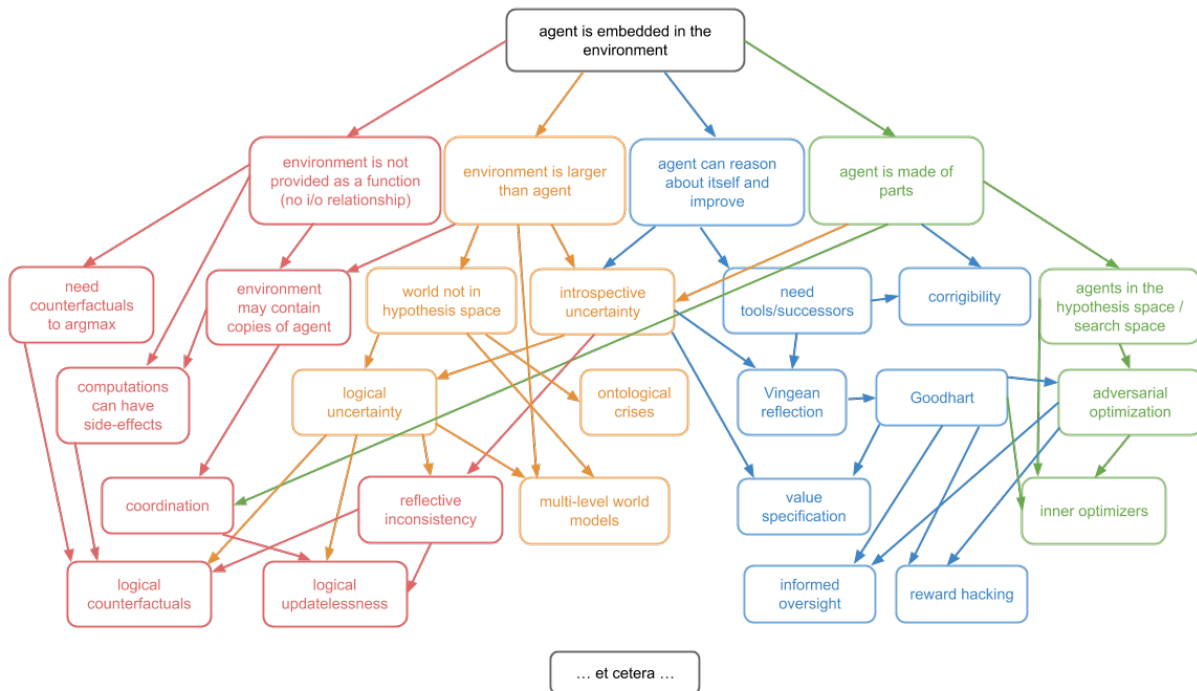 agent is embedded in the
environment
environment is not
provided as a function
(no i/o relationship)
environment is larger
than agent
agent can reason
about itself and
improve
agent is made of
parts
need
counterfactuals
to argmax
environment
may contain
copies of agent
world not in
hypothesis space
introspective
uncertainty
need
tools/successors
corrigibility
agents in the
hypothesis space /
search space
computations
can have
side-effects
logical
uncertainty
ontological
crises
Vingean
reflection
Goodhart
adversarial
optimization
coordination
reflective
inconsistency
multi-level world
models
value
specification
inner optimizers
logical
counterfactuals
logical
updatelessness
informed
oversight
reward hacking
… et cetera …